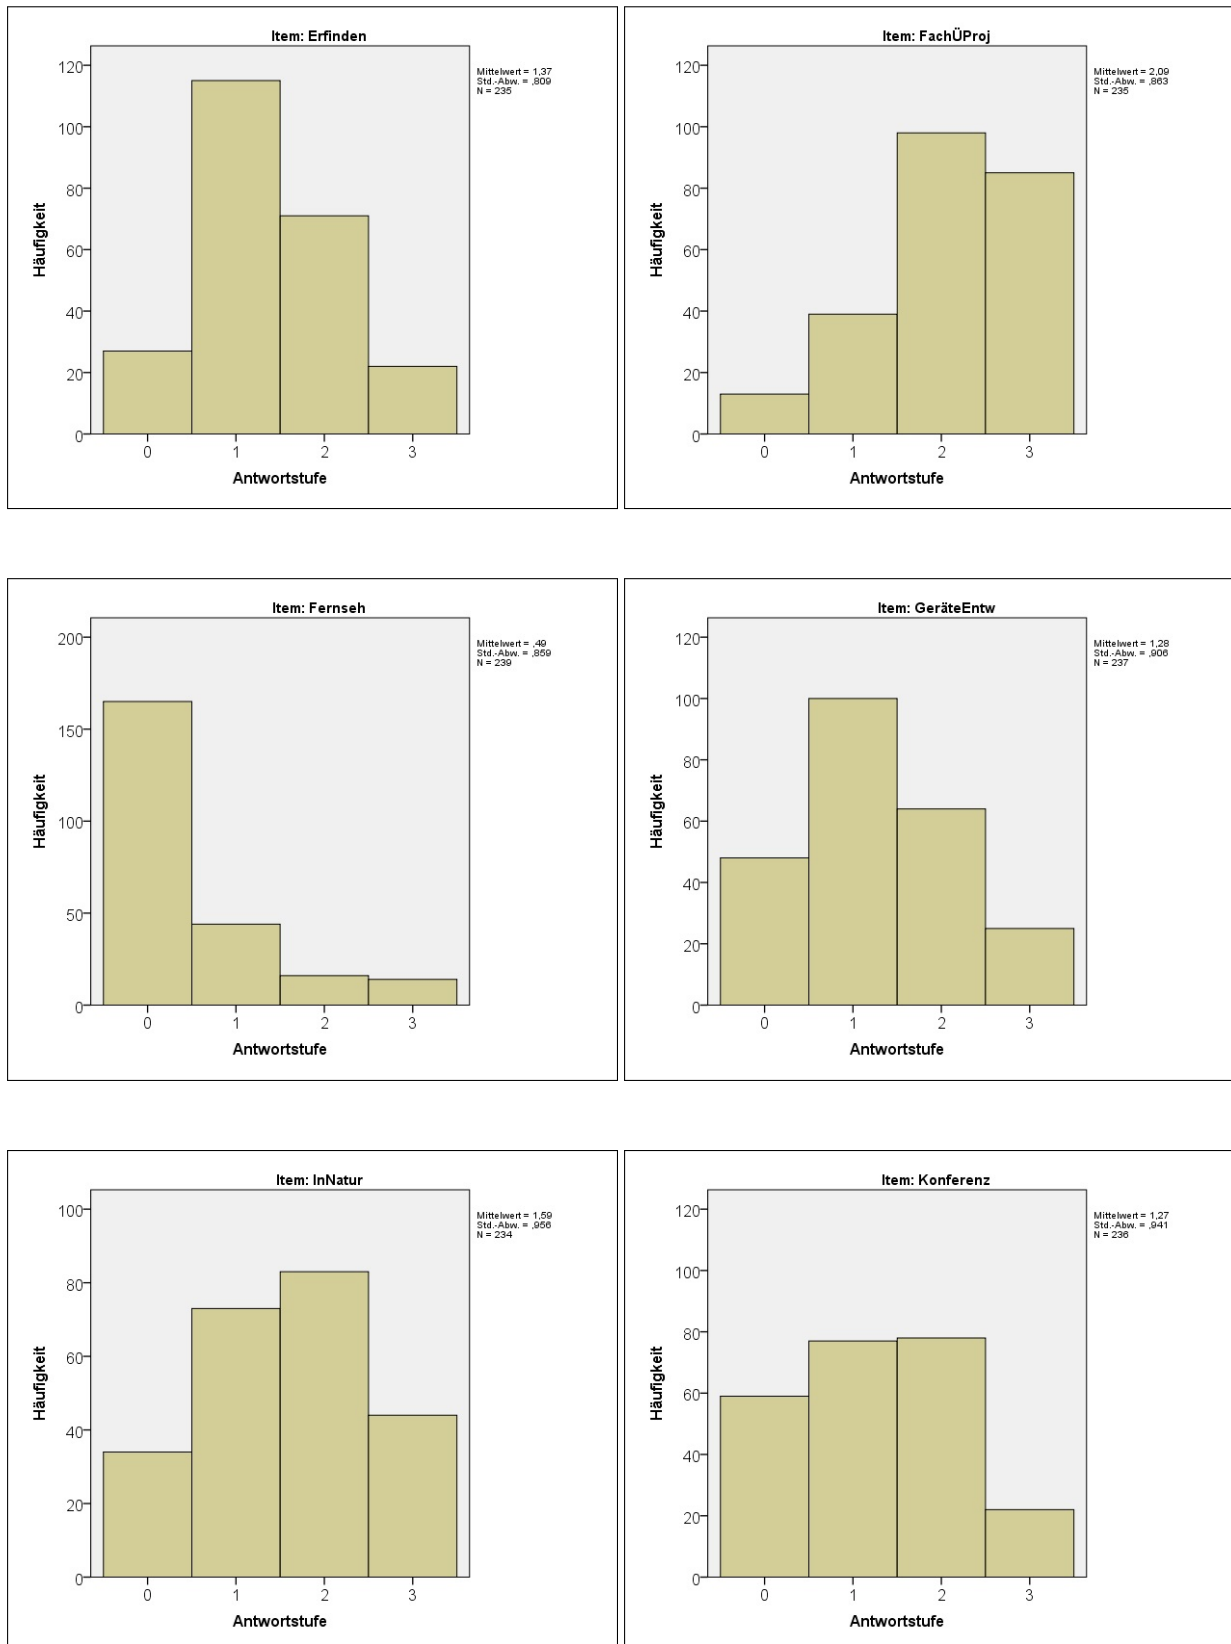 Item: Erfinden
Mittelwert = 1,37
Std.-Abw. = ,809
N = 235
Häufigkeit
120
100
80
60
40
20
0
0 1 2 3
Antwortstufe
Item: FachÜProj
Mittelwert = 2,09
Std.-Abw. = ,863
N = 235
Häufigkeit
120
100
80
60
40
20
0
0 1 2 3
Antwortstufe
Item: Fernseh
Mittelwert = ,49
Std.-Abw. = ,859
N = 239
Häufigkeit
200
150
100
50
0
0 1 2 3
Antwortstufe
Item: GeräteEntw
Mittelwert = 1,28
Std.-Abw. = ,906
N = 237
Häufigkeit
120
100
80
60
40
20
0
0 1 2 3
Antwortstufe
Item: InNatur
Mittelwert = 1,59
Std.-Abw. = ,956
N = 234
Häufigkeit
100
80
60
40
20
0
0 1 2 3
Antwortstufe
Item: Konferenz
Mittelwert = 1,27
Std.-Abw. = ,941
N = 236
Häufigkeit
120
100
80
60
40
20
0
0 1 2 3
Antwortstufe